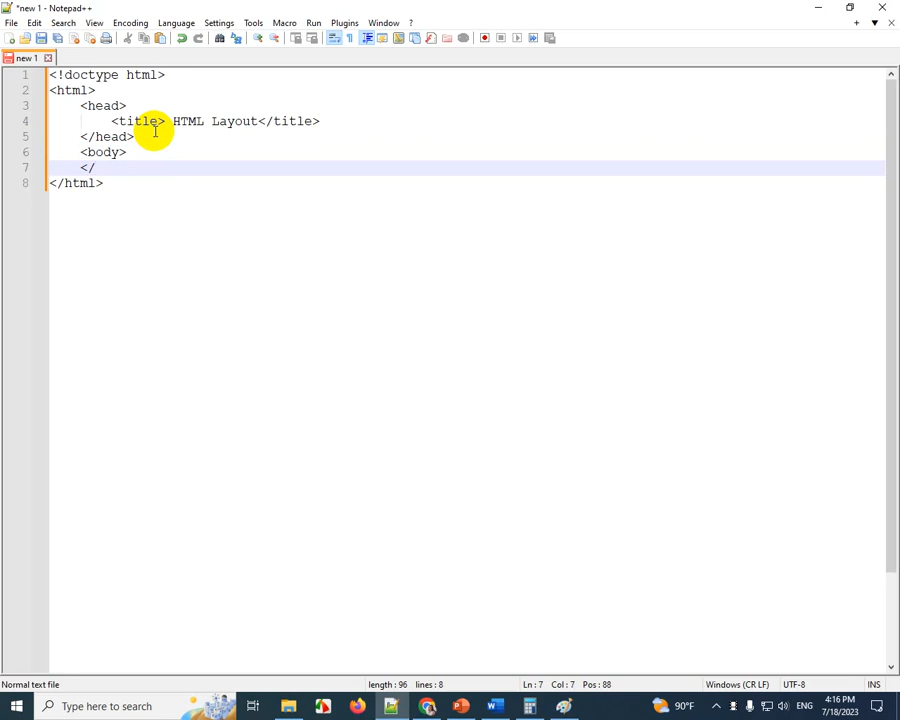 *new 1 - Notepad++
File Edit Search View Encoding Language Settings Tools Macro Run Plugins Window ?
new 1
1 <!doctype html>
2 <html>
3 <head>
4 <title> HTML Layout</title>
5 </head>
6 <body>
7 </
8 </html>
Normal text file length : 96 lines : 8 Ln : 7 Col : 7 Pos : 88 Windows (CR LF) UTF-8 INS
Type here to search 90°F ENG 4:16 PM
7/18/2023